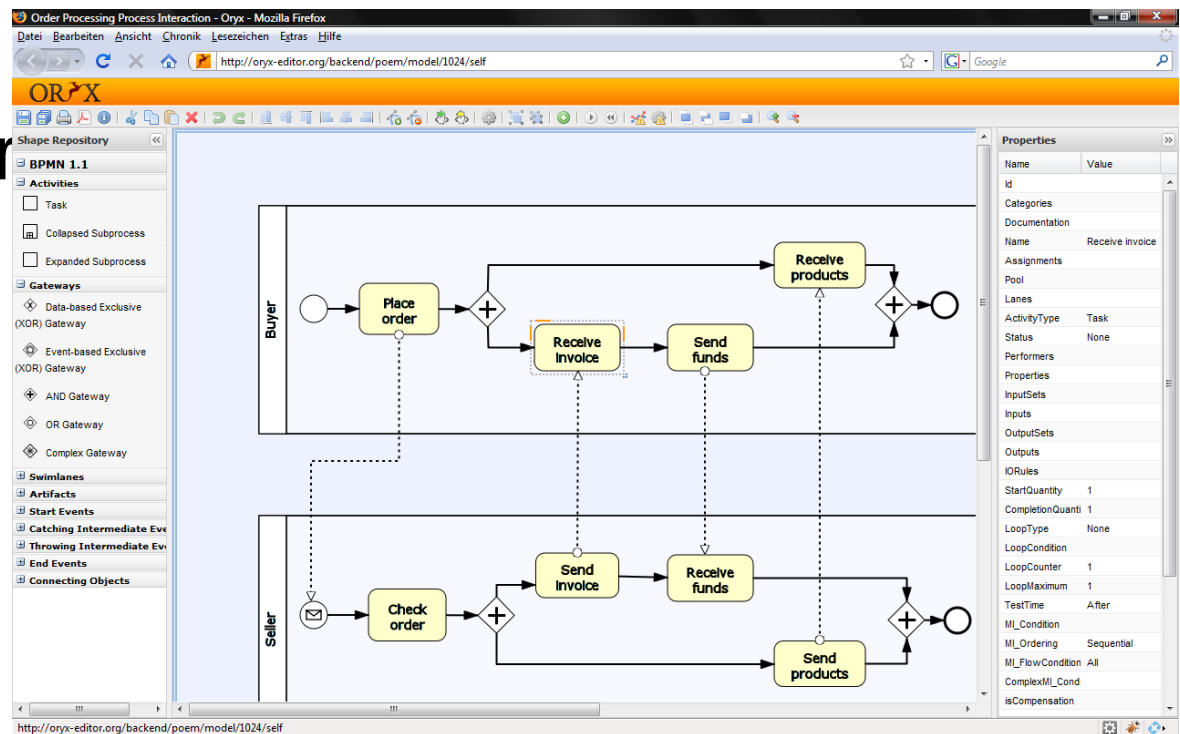 Order Processing Process Interaction - Oryx - Mozilla Firefox
Datei Bearbeiten Ansicht Chronik Lesezeichen Extras Hilfe
http://oryx-editor.org/backend/poem/model/1024/self
G Google
ORYX
r
Shape Repository
BPMN 1.1
Activities
Task
Collapsed Subprocess
Expanded Subprocess
Gateways
Data-based Exclusive
(XOR) Gateway
Event-based Exclusive
(XOR) Gateway
AND Gateway
OR Gateway
Complex Gateway
Swimlanes
Artifacts
Start Events
Catching Intermediate Eve
Throwing Intermediate Ev
End Events
Connecting Objects
Buyer
Place
order
Receive
invoice
Send
funds
Receive
products
Seller
Check
order
Send
invoice
Receive
funds
Send
products
Properties
Name Value
Id
Categories
Documentation
Name Receive invoice
Assignments
Pool
Lanes
ActivityType Task
Status None
Performers
Properties
InputSets
Inputs
OutputSets
Outputs
IORules
StartQuantity 1
CompletionQuanti 1
LoopType None
LoopCondition
LoopCounter 1
LoopMaximum 1
TestTime After
MI_Condition
MI_Ordering Sequential
MI_FlowCondition All
ComplexMI_Cond
isCompensation
http://oryx-editor.org/backend/poem/model/1024/self